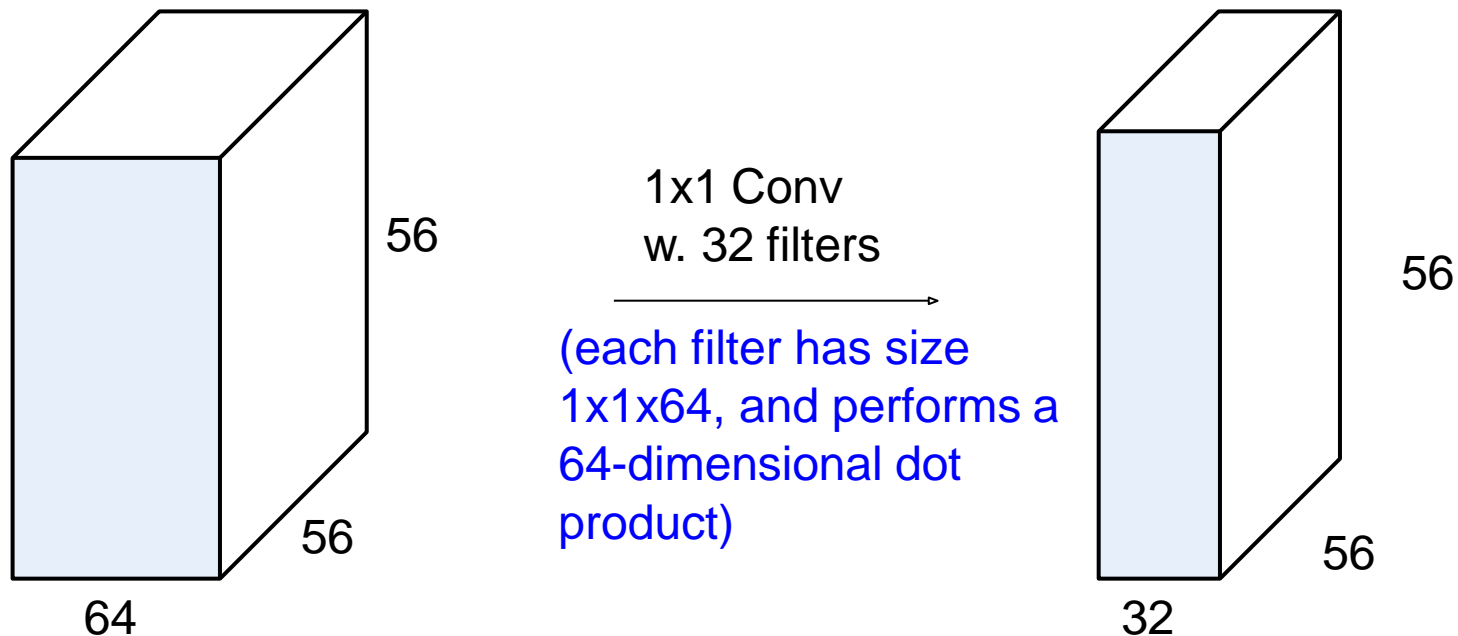 56
56
64
1x1 Conv
w. 32 filters
(each filter has size
1x1x64, and performs a
64-dimensional dot
product)
56
56
32